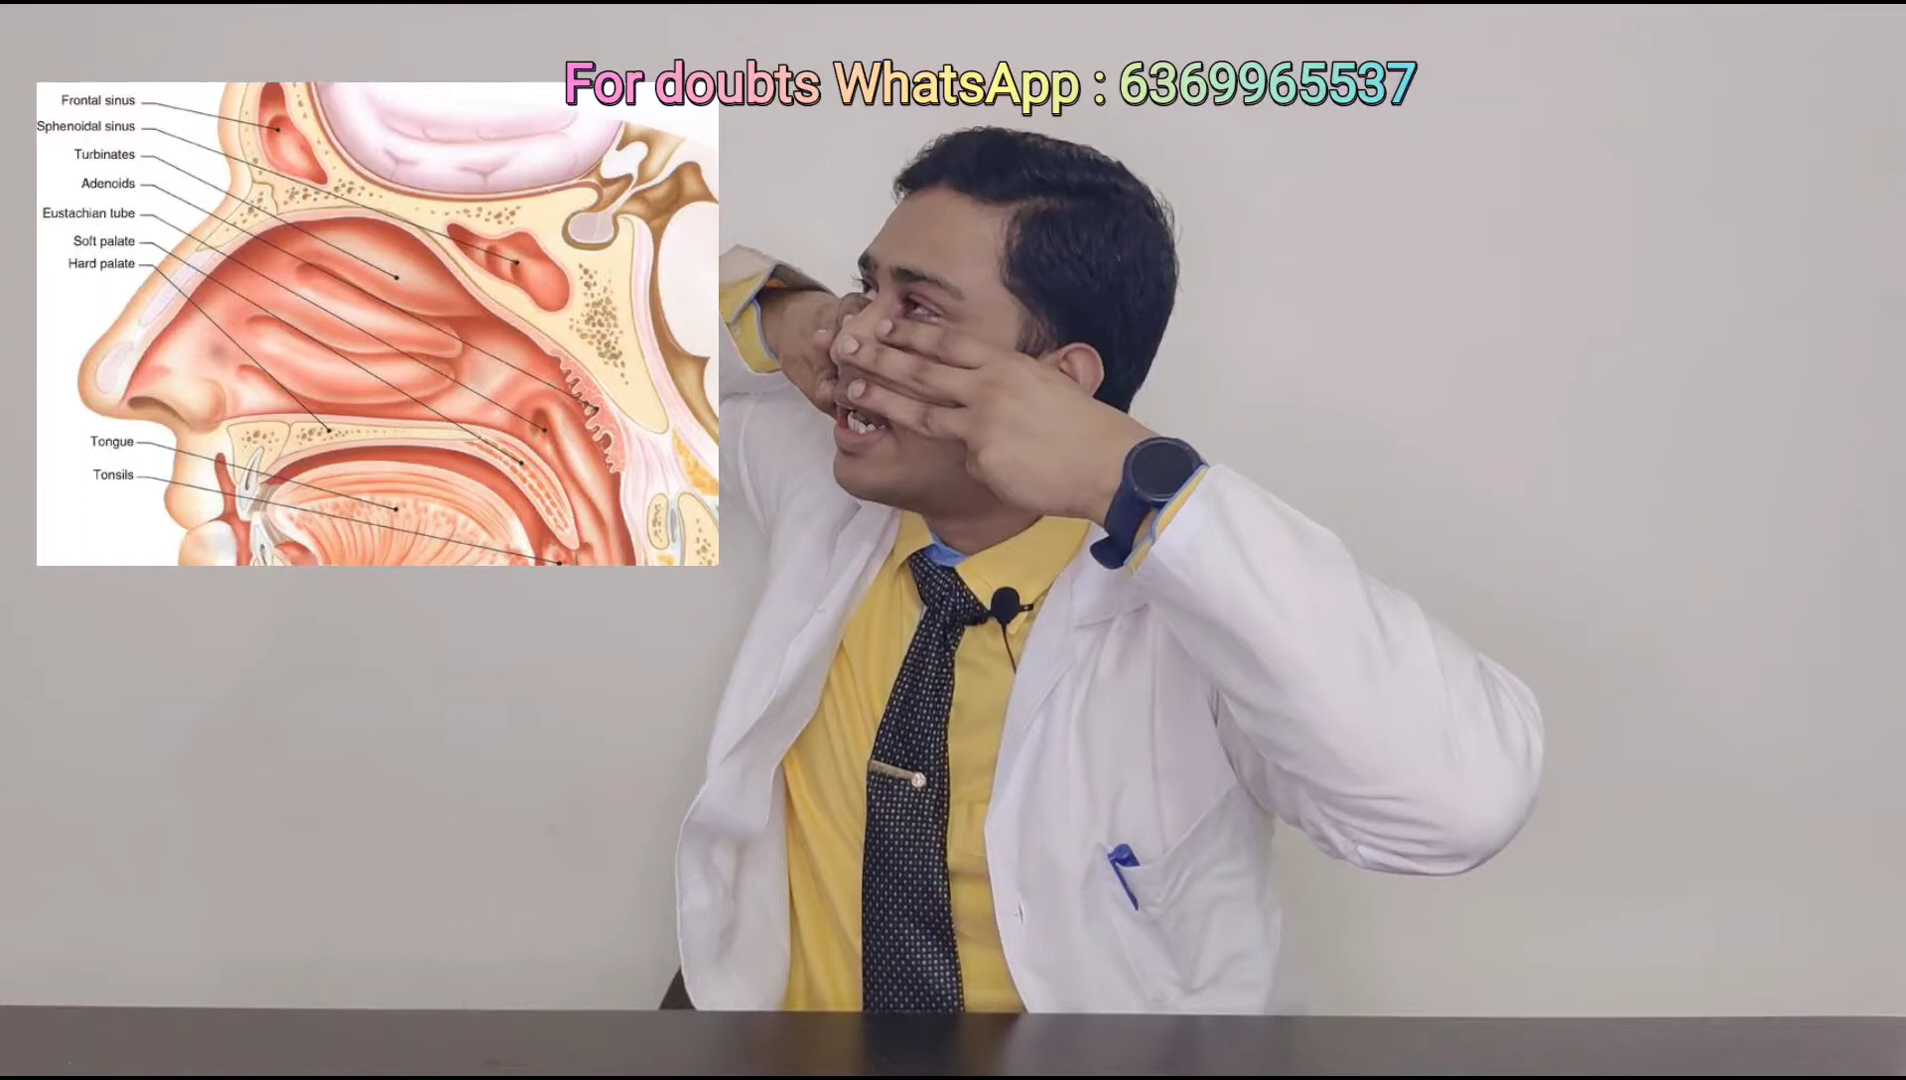 For doubts WhatsApp : 6369965537
Frontal sinus
Sphenoidal sinus
Turbinates
Adenoids
Eustachian tube
Soft palate
Hard palate
Tongue
Tonsils